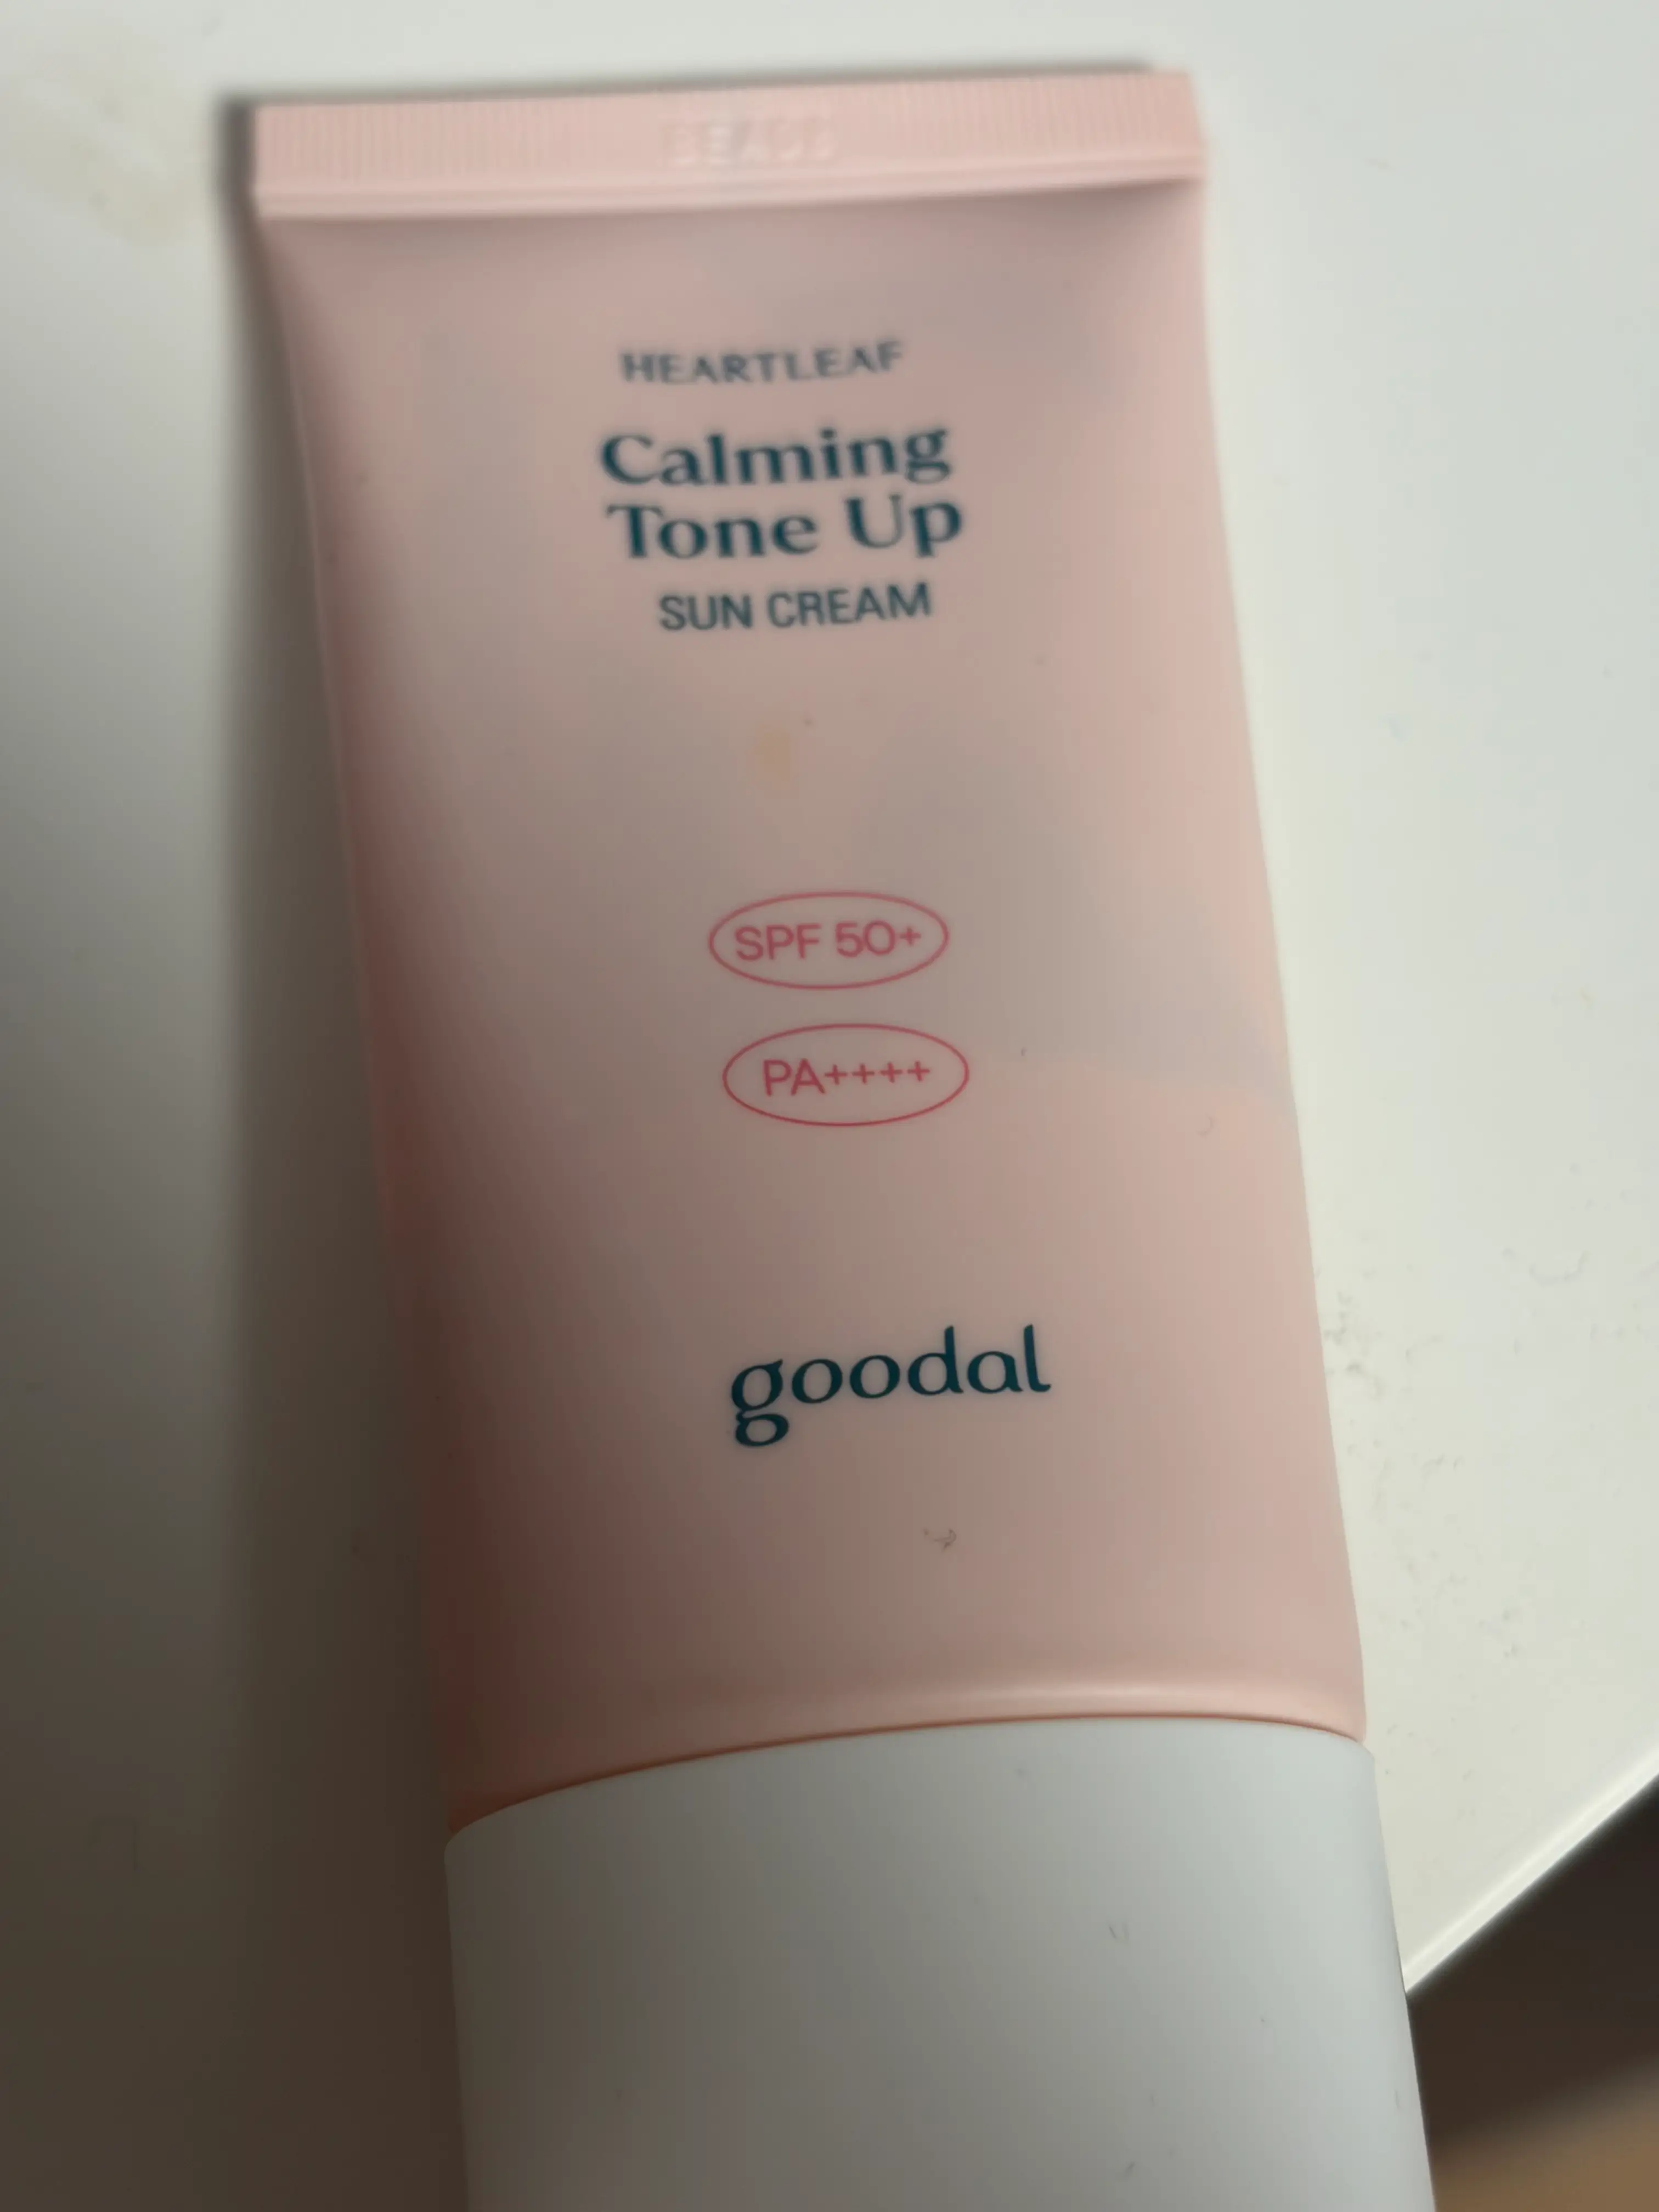 HEARTLEAF
Calming
Tone Up
SUN CREAM
SPF 50+
PA++++
goodal